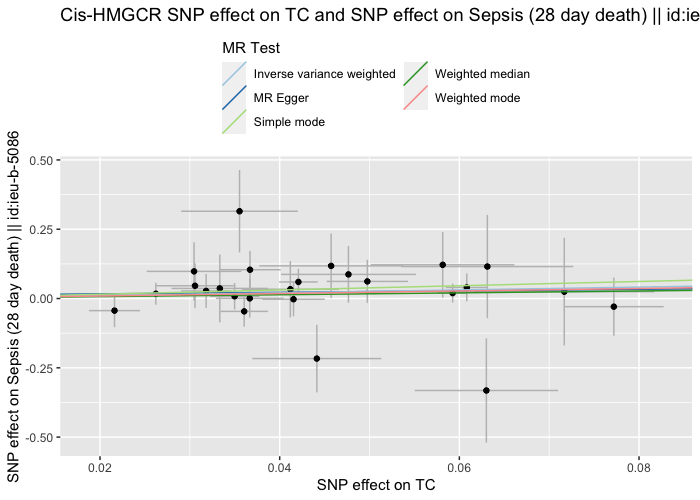 Cis-HMGCR SNP effect on TC and SNP effect on Sepsis (28 day death) || id:ie
MR Test
Inverse variance weighted
Weighted median
MR Egger
Weighted mode
Simple mode
SNP effect on Sepsis (28 day death) || id:ieu-b-5086
0.50
0.25
0.00
-0.25
-0.50
0.02
0.04
0.06
0.08
SNP effect on TC